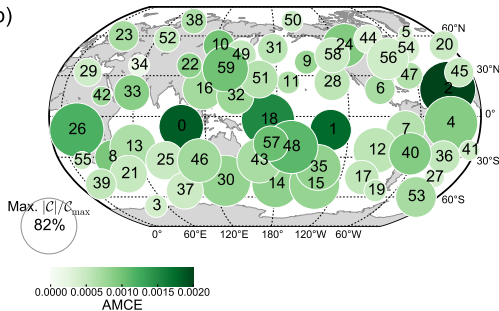 )
38 50
23 52 10 49 31 24 44 5 54 20 60°N
58 56
29 34 22 59 51 9 28 47 45 30°N
42 33 16 32 11 6 2
26 0 18 1 7 4 0°
57 48
55 8 13 25 46 43 35 12 40 36 41 30°S
39 21 37 30 14 15 17 19 27
3 53 60°S
Max. |𝒞|/𝒞max
82%
0° 60°E 120°E 180° 120°W 60°W
0.0000 0.0005 0.0010 0.0015 0.0020
AMCE